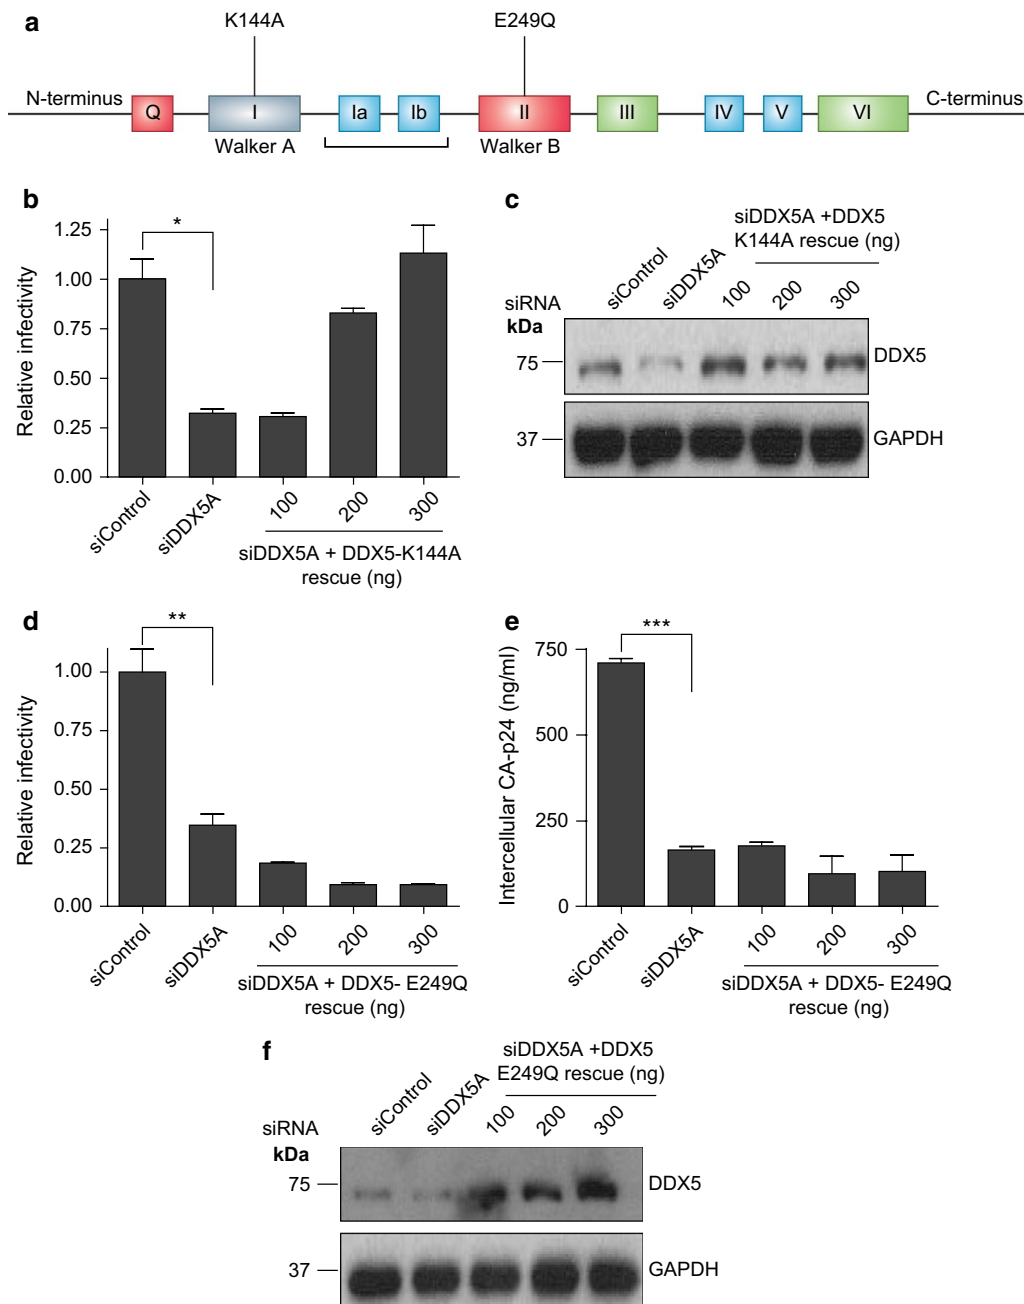 a
K144A
E249Q
N-terminus
Q
I
Ia
Ib
II
III
IV
V
VI
C-terminus
Walker A
Walker B
b
Relative infectivity
1.25
1.00
0.75
0.50
0.25
0.00
*
siControl
siDDX5A
100
200
300
siDDX5A + DDX5-K144A
rescue (ng)
c
siDDX5A +DDX5
K144A rescue (ng)
siRNA
siControl
siDDX5A
100
200
300
kDa
75
DDX5
37
GAPDH
d
Relative infectivity
1.00
0.75
0.50
0.25
0.00
**
siControl
siDDX5A
100
200
300
siDDX5A + DDX5- E249Q
rescue (ng)
e
Intercellular CA-p24 (ng/ml)
750
500
250
0
***
siControl
siDDX5A
100
200
300
siDDX5A + DDX5- E249Q
rescue (ng)
f
siDDX5A +DDX5
E249Q rescue (ng)
siRNA
siControl
siDDX5A
100
200
300
kDa
75
DDX5
37
GAPDH